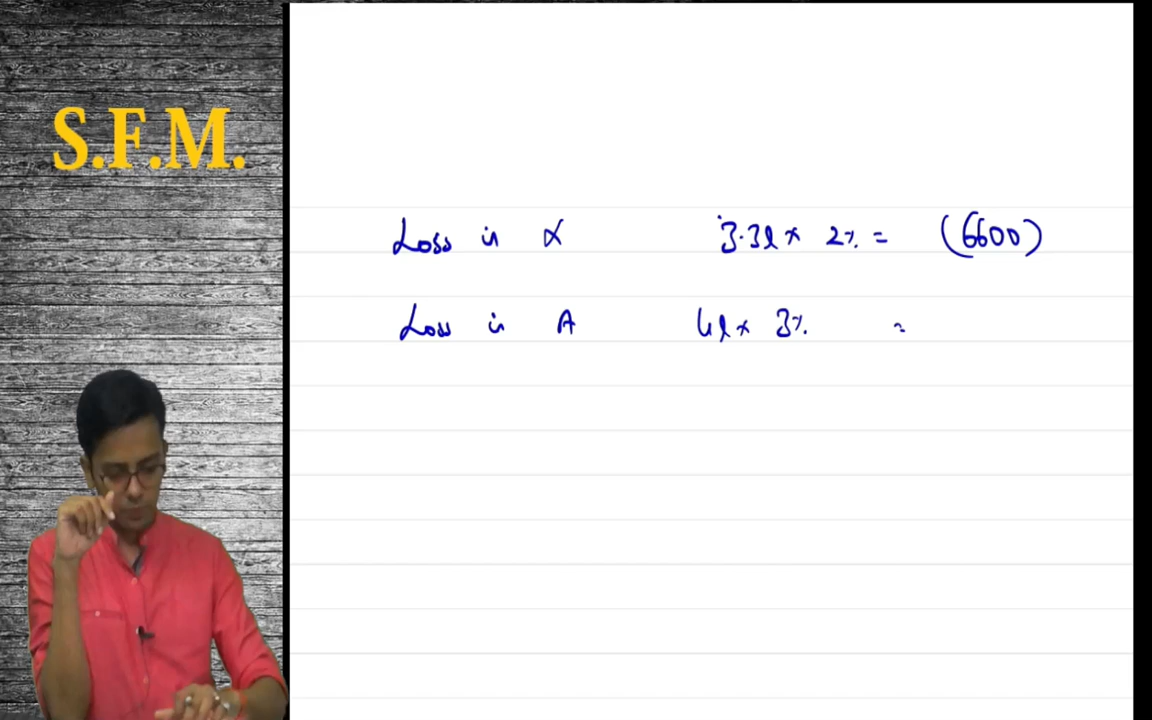 S.F.M.
Loss in α 3.3l × 2% = (6600)
Loss in A 4l × 3% =